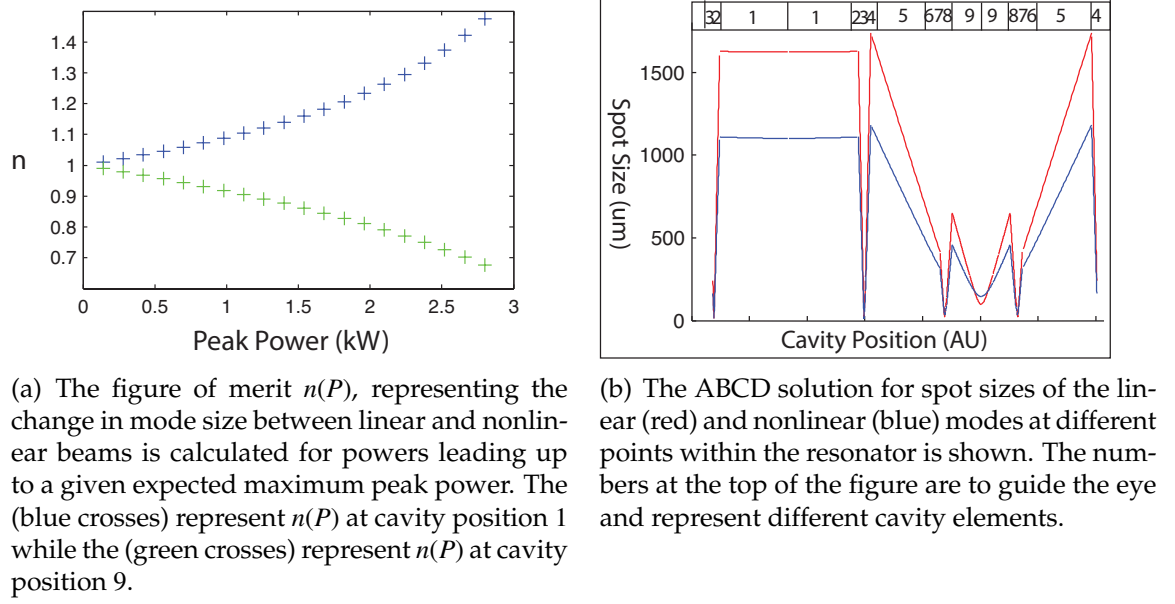 1.4
1.3
1.2
1.1
1
0.9
0.8
0.7
n
0 0.5 1 1.5 2 2.5 3
Peak Power (kW)
32 1 1 234 5 678 9 9 876 5 4
1500
1000
500
0
Spot Size (um)
Cavity Position (AU)
(a) The figure of merit n(P), representing the
change in mode size between linear and nonlin-
ear beams is calculated for powers leading up
to a given expected maximum peak power. The
(blue crosses) represent n(P) at cavity position 1
while the (green crosses) represent n(P) at cavity
position 9.
(b) The ABCD solution for spot sizes of the lin-
ear (red) and nonlinear (blue) modes at different
points within the resonator is shown. The num-
bers at the top of the figure are to guide the eye
and represent different cavity elements.